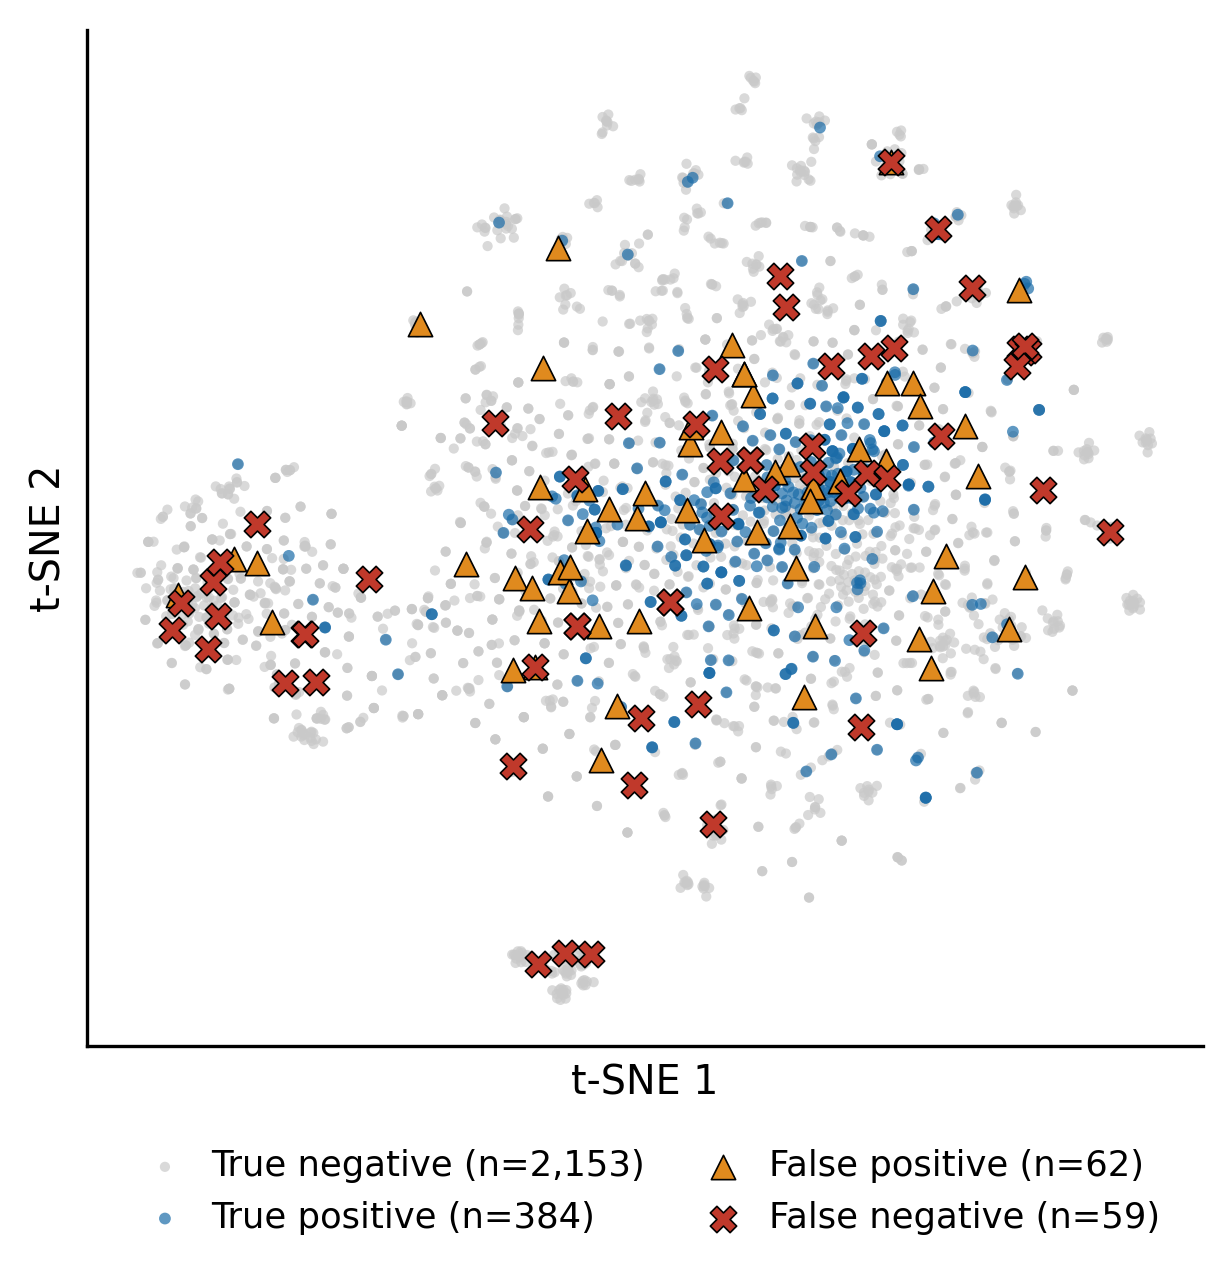 t-SNE 2
t-SNE 1
True negative (n=2,153)
True positive (n=384)
False positive (n=62)
False negative (n=59)